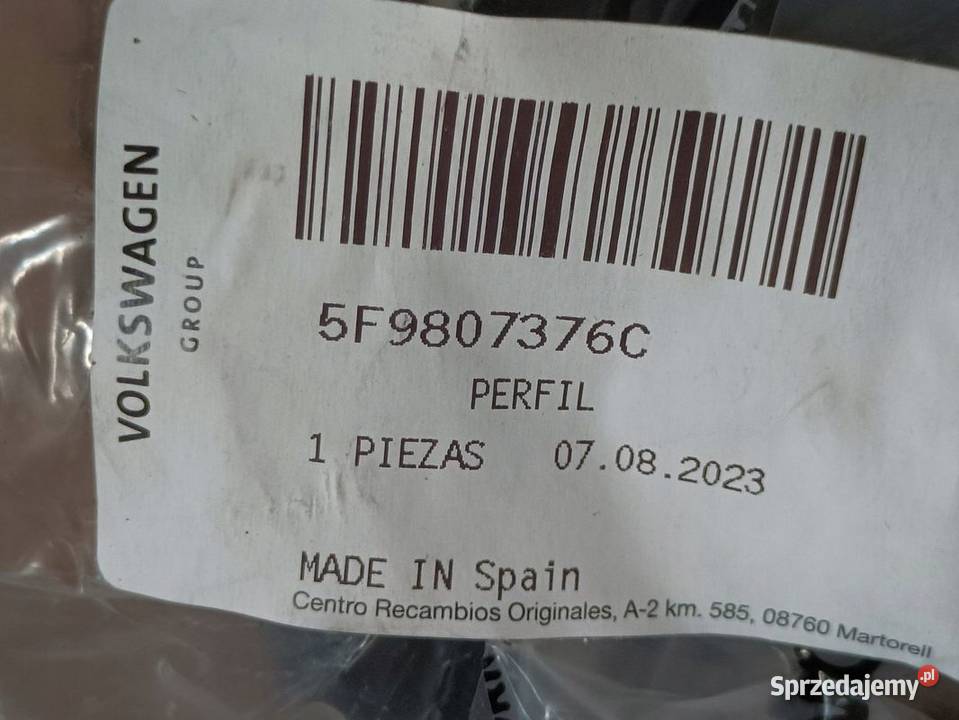 VOLKSWAGEN
GROUP
5F9807376C
PERFIL
1 PIEZAS 07.08.2023
MADE IN Spain
Centro Recambios Originales, A-2 km. 585, 08760 Martorell
Sprzedajemy.pl